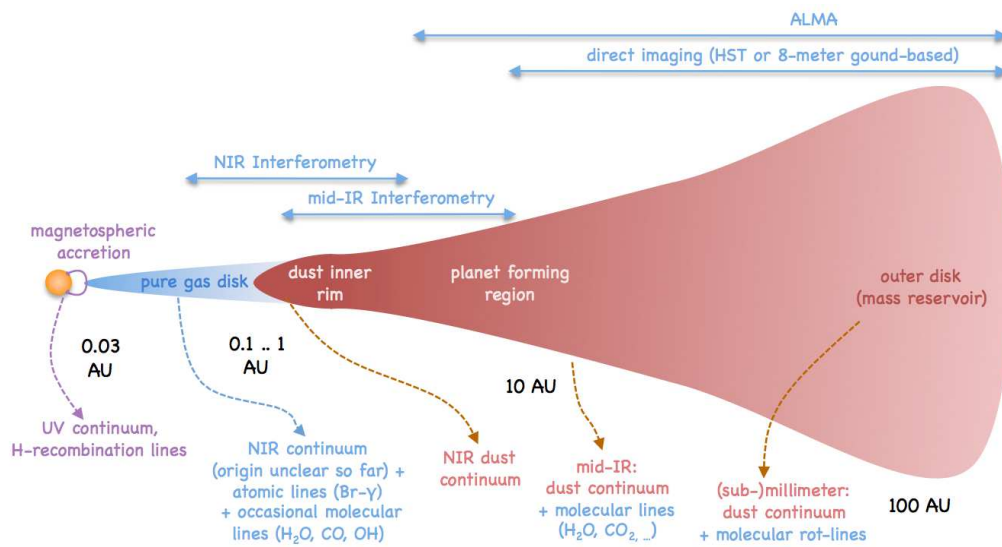 ALMA
direct imaging (HST or 8-meter gound-based)
NIR Interferometry
mid-IR Interferometry
magnetospheric
accretion
pure gas disk
dust inner
rim
planet forming
region
outer disk
(mass reservoir)
0.03
AU
0.1 .. 1
AU
10 AU
100 AU
UV continuum,
H-recombination lines
NIR continuum
(origin unclear so far) +
atomic lines (Br-γ)
+ occasional molecular
lines (H₂O, CO, OH)
NIR dust
continuum
mid-IR:
dust continuum
+ molecular lines
(H₂O, CO₂, ...)
(sub-)millimeter:
dust continuum
+ molecular rot-lines